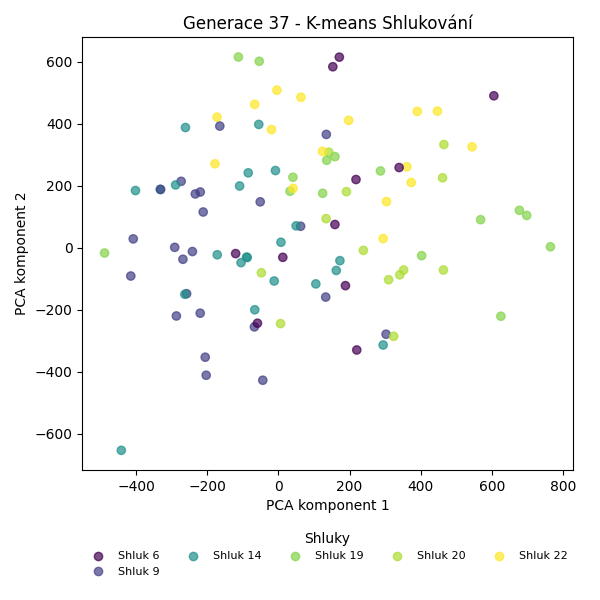 Generace 37 - K-means Shlukování
PCA komponent 2
600
400
200
0
−200
−400
−600
−400
−200
0
200
400
600
800
PCA komponent 1
Shluky
Shluk 6
Shluk 14
Shluk 19
Shluk 20
Shluk 22
Shluk 9